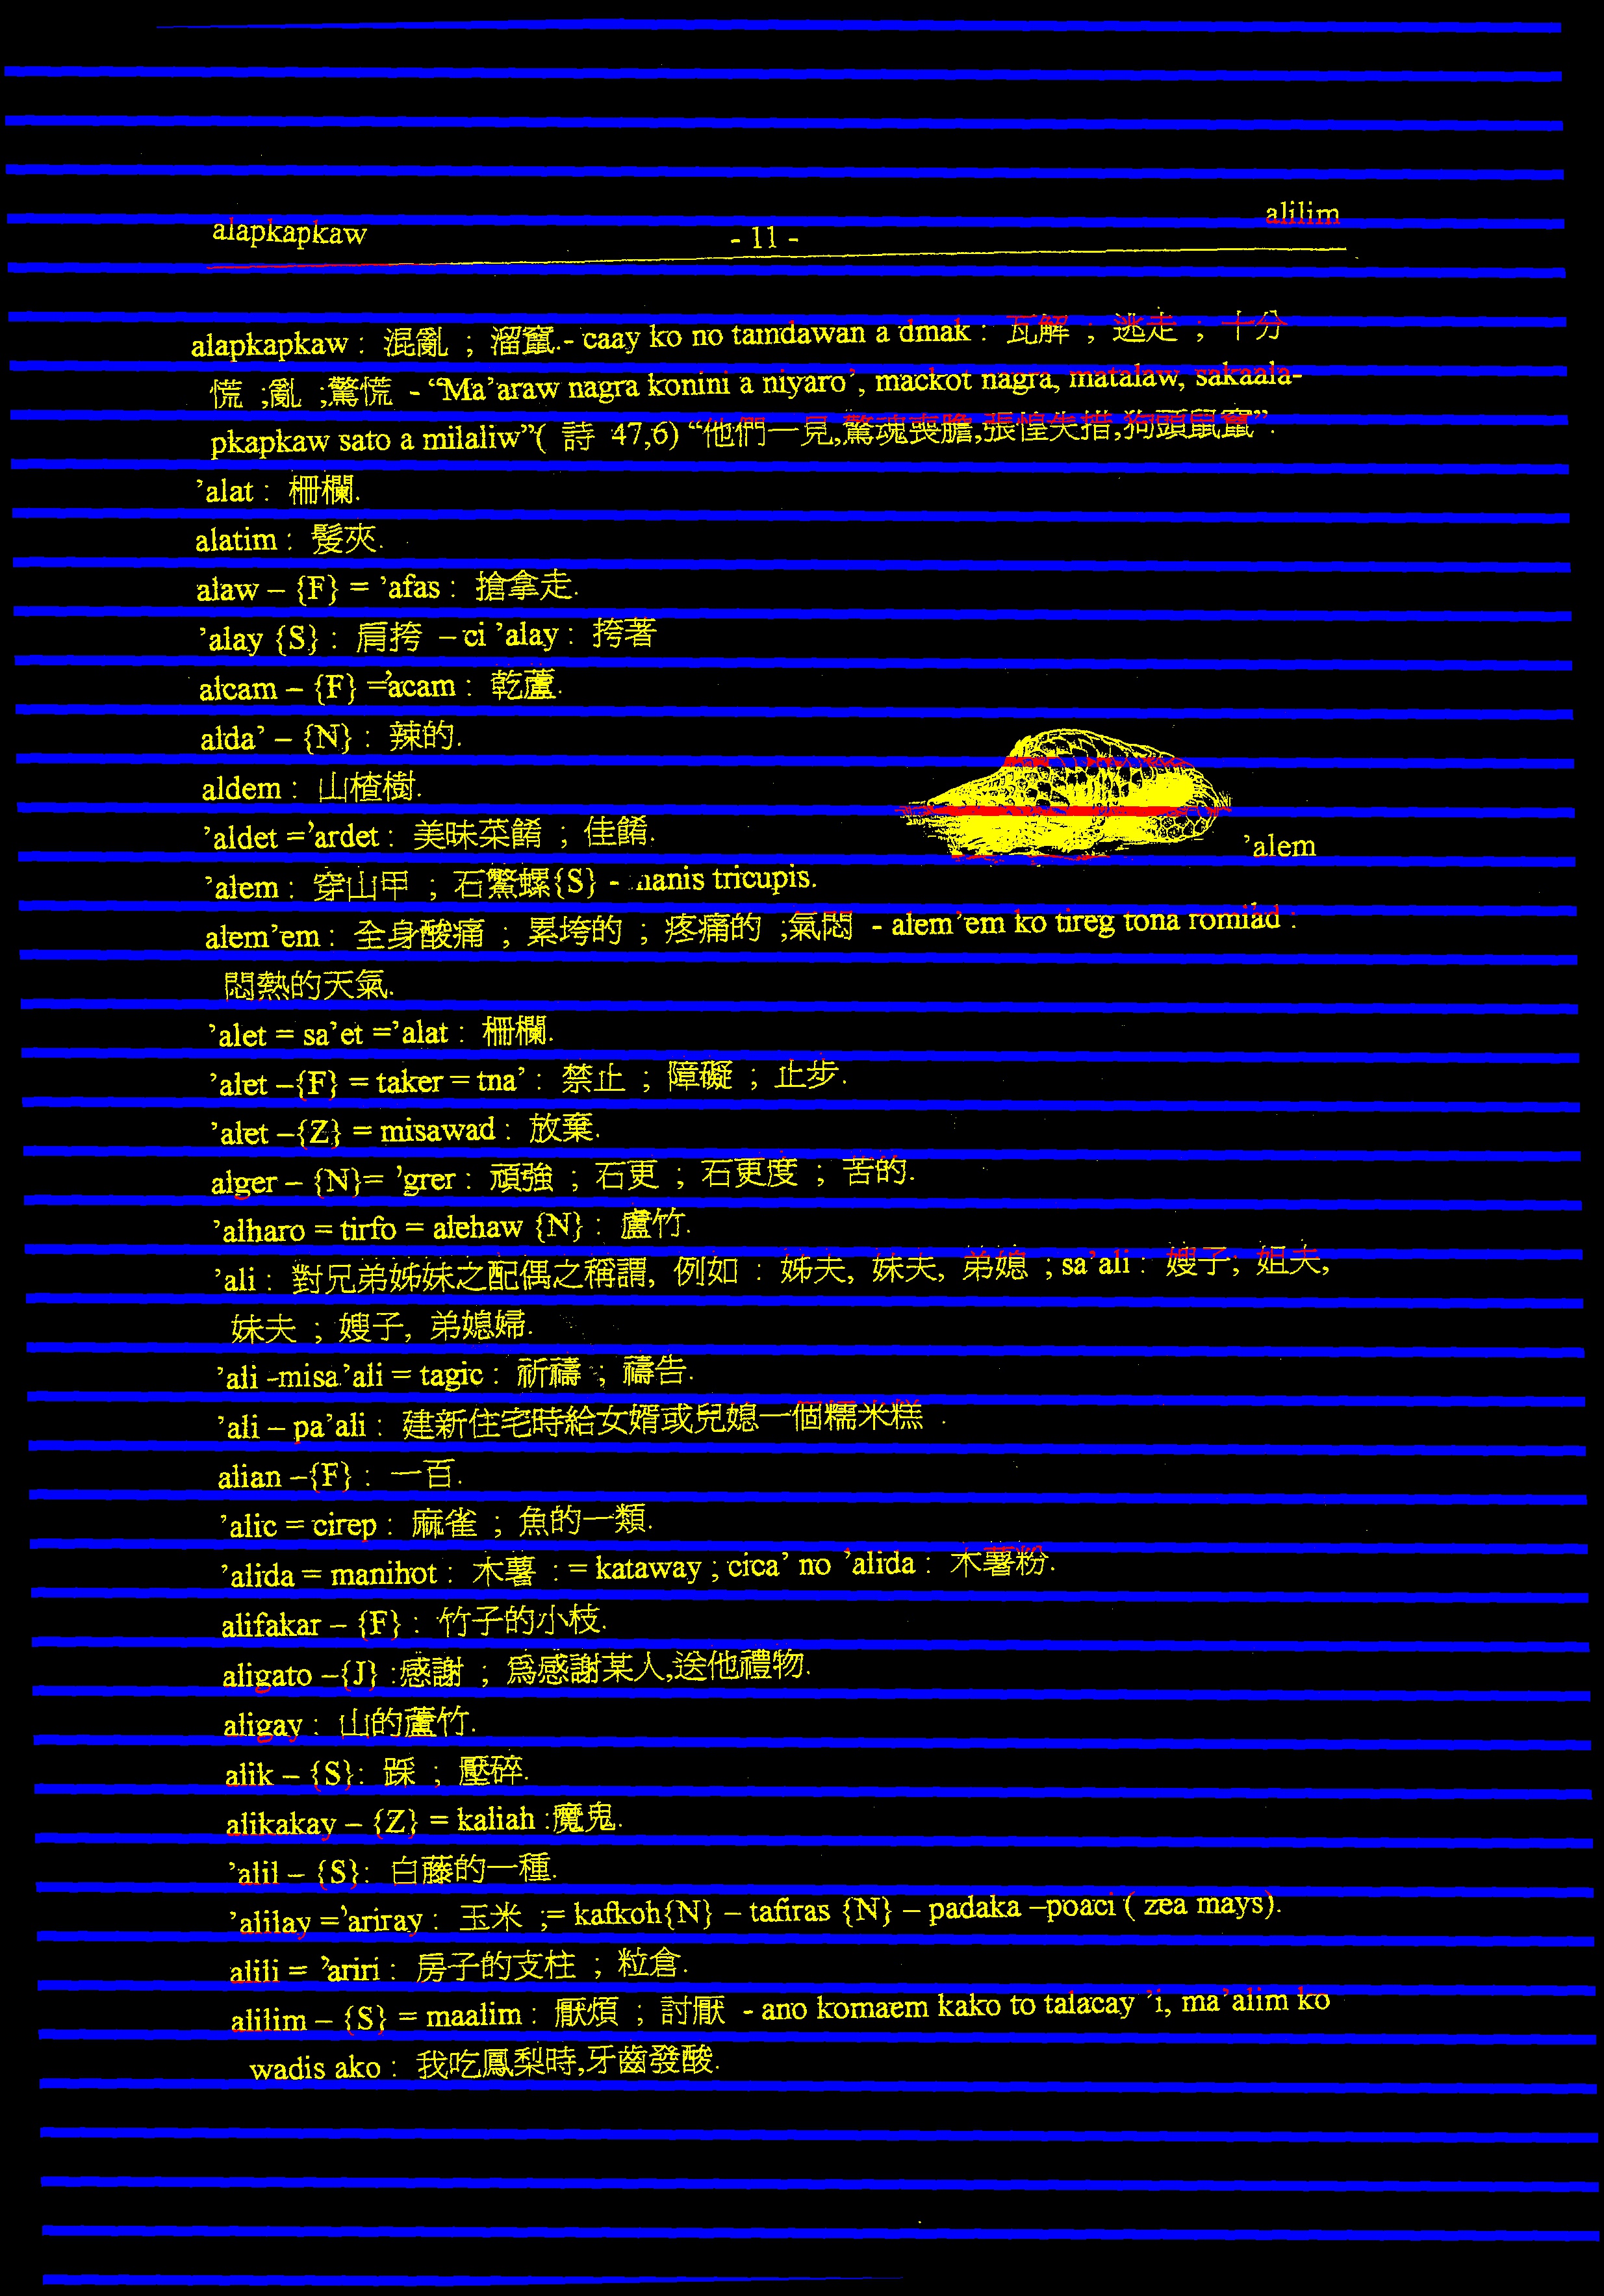 alapkapkaw
- 11 -
alilim
alapkapkaw : 混亂 ; 溜竄.- caay ko no tamdawan a dmak : 瓦解 ; 逃走 ; 十分
慌 ;亂 ;驚慌 - “Ma’araw nagra konini a niyaro’, mackot nagra, matalaw, sakaala-
pkapkaw sato a milaliw”( 詩 47,6) “他們一見,驚魂喪膽,張惶失措,狗頭鼠竄”.
’alat : 柵欄.
alatim : 髮夾.
alaw – {F} = ’afas : 搶拿走.
’alay {S} : 肩挎 – ci ’alay : 挎著
alcam – {F} =’acam : 乾蘆.
alda’ – {N} : 辣的.
aldem : 山楂樹.
’aldet =’ardet : 美味菜餚 ; 佳餚.
’alem
’alem : 穿山甲 ; 石鱉螺{S} - manis tricupis.
alem’em : 全身酸痛 ; 累垮的 ; 疼痛的 ;氣悶 - alem’em ko tireg tona romi̵ad :
悶熱的天氣.
’alet = sa’et =’alat : 柵欄.
’alet –{F} = taker = tna’ : 禁止 ; 障礙 ; 止步.
’alet –{Z} = misawad : 放棄.
alger – {N}= ’grer : 頑強 ; 石更 ; 石更度 ; 苦的.
’alharo = tirfo = alehaw {N} : 盧竹.
’ali : 對兄弟姊妹之配偶之稱謂, 例如 : 姊夫, 妹夫, 弟媳 ; sa’ali : 嫂子; 姐夫,
妹夫 ; 嫂子, 弟媳婦.
’ali -misa’ali = tagic : 祈禱 ; 禱告.
’ali – pa’ali : 建新住宅時給女婿或兒媳一個糯米糕 .
alian –{F} : 一百.
’alic = cirep : 麻雀 ; 魚的一類.
’alida = manihot : 木薯 : = kataway ; cica’ no ’alida : 木薯粉.
alifakar – {F} : 竹子的小枝.
aligato –{J} :感謝 ; 爲感謝某人,送他禮物.
aligay : 山的蘆竹.
alik – {S}: 踩 ; 壓碎.
alikakay – {Z} = kaliah :魔鬼.
’alil – {S}: 白藤的一種.
’alilay =’ariray : 玉米 ;= kafkoh{N} – tafiras {N} – padaka –poaci ( zea mays).
alili = ’ariri : 房子的支柱 ; 粒倉.
alilim – {S} = maalim : 厭煩 ; 討厭 - ano komaem kako to talacay ’i, ma’alim ko
wadis ako : 我吃鳳梨時,牙齒發酸.